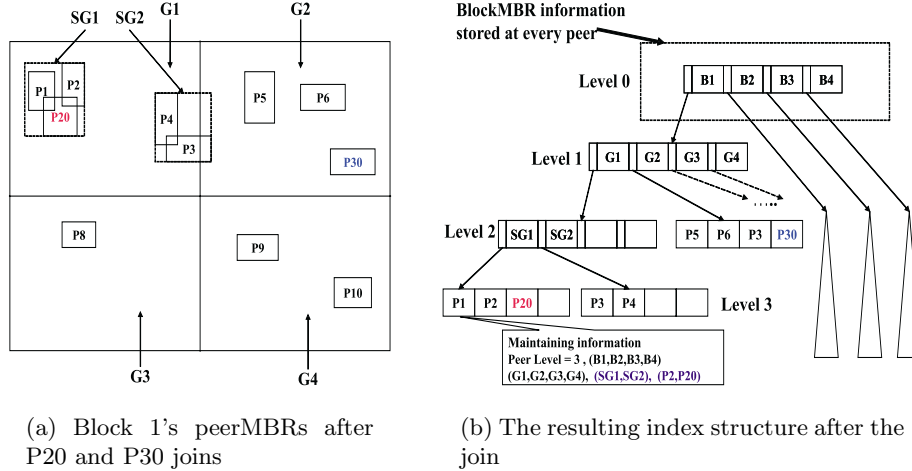 SG1 SG2 G1 G2
P1 P2
P20
P4
P3
P5 P6
P30
P8
P9
P10
G3
G4
(a) Block 1's peerMBRs after
P20 and P30 joins
BlockMBR information
stored at every peer
Level 0
B1 B2 B3 B4
Level 1
G1 G2 G3 G4
......
Level 2
SG1 SG2
P5 P6 P3 P30
P1 P2 P20
P3 P4
Level 3
Maintaining information
Peer Level = 3 , (B1,B2,B3,B4)
(G1,G2,G3,G4), (SG1,SG2), (P2,P20)
(b) The resulting index structure after the
join